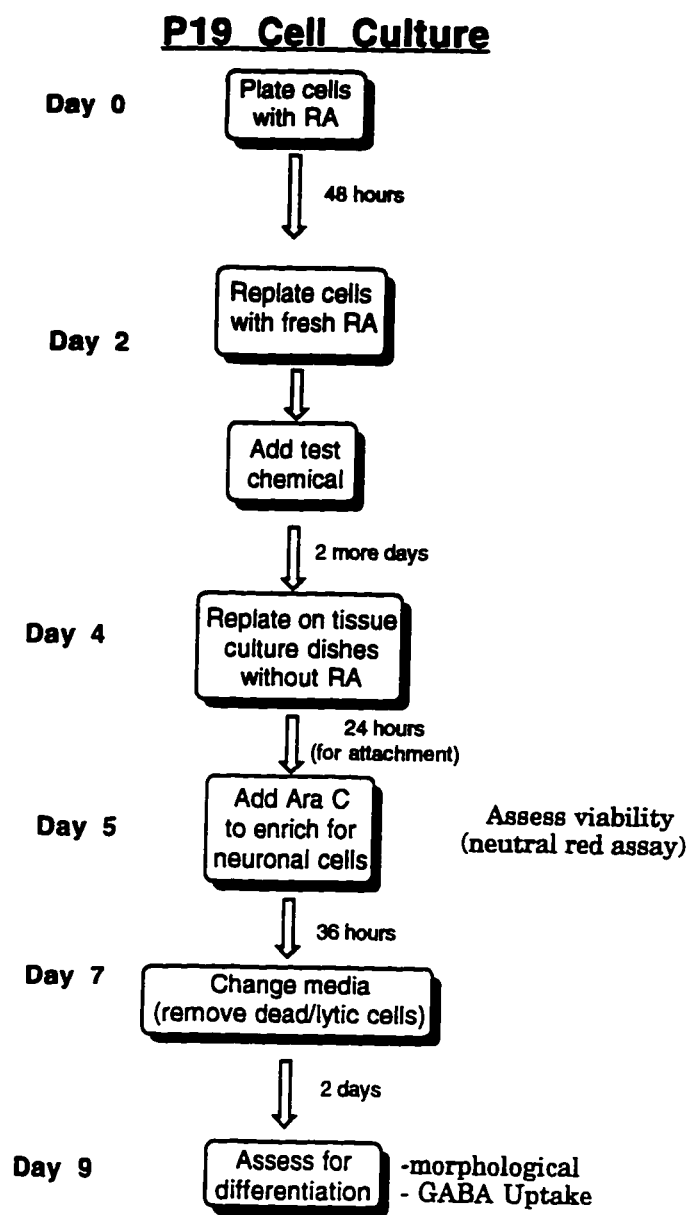 P19 Cell Culture
Day 0
Plate cells
with RA
48 hours
Day 2
Replate cells
with fresh RA
Add test
chemical
2 more days
Day 4
Replate on tissue
culture dishes
without RA
24 hours
(for attachment)
Day 5
Add Ara C
to enrich for
neuronal cells
Assess viability
(neutral red assay)
36 hours
Day 7
Change media
(remove dead/lytic cells)
2 days
Day 9
Assess for
differentiation
-morphological
- GABA Uptake